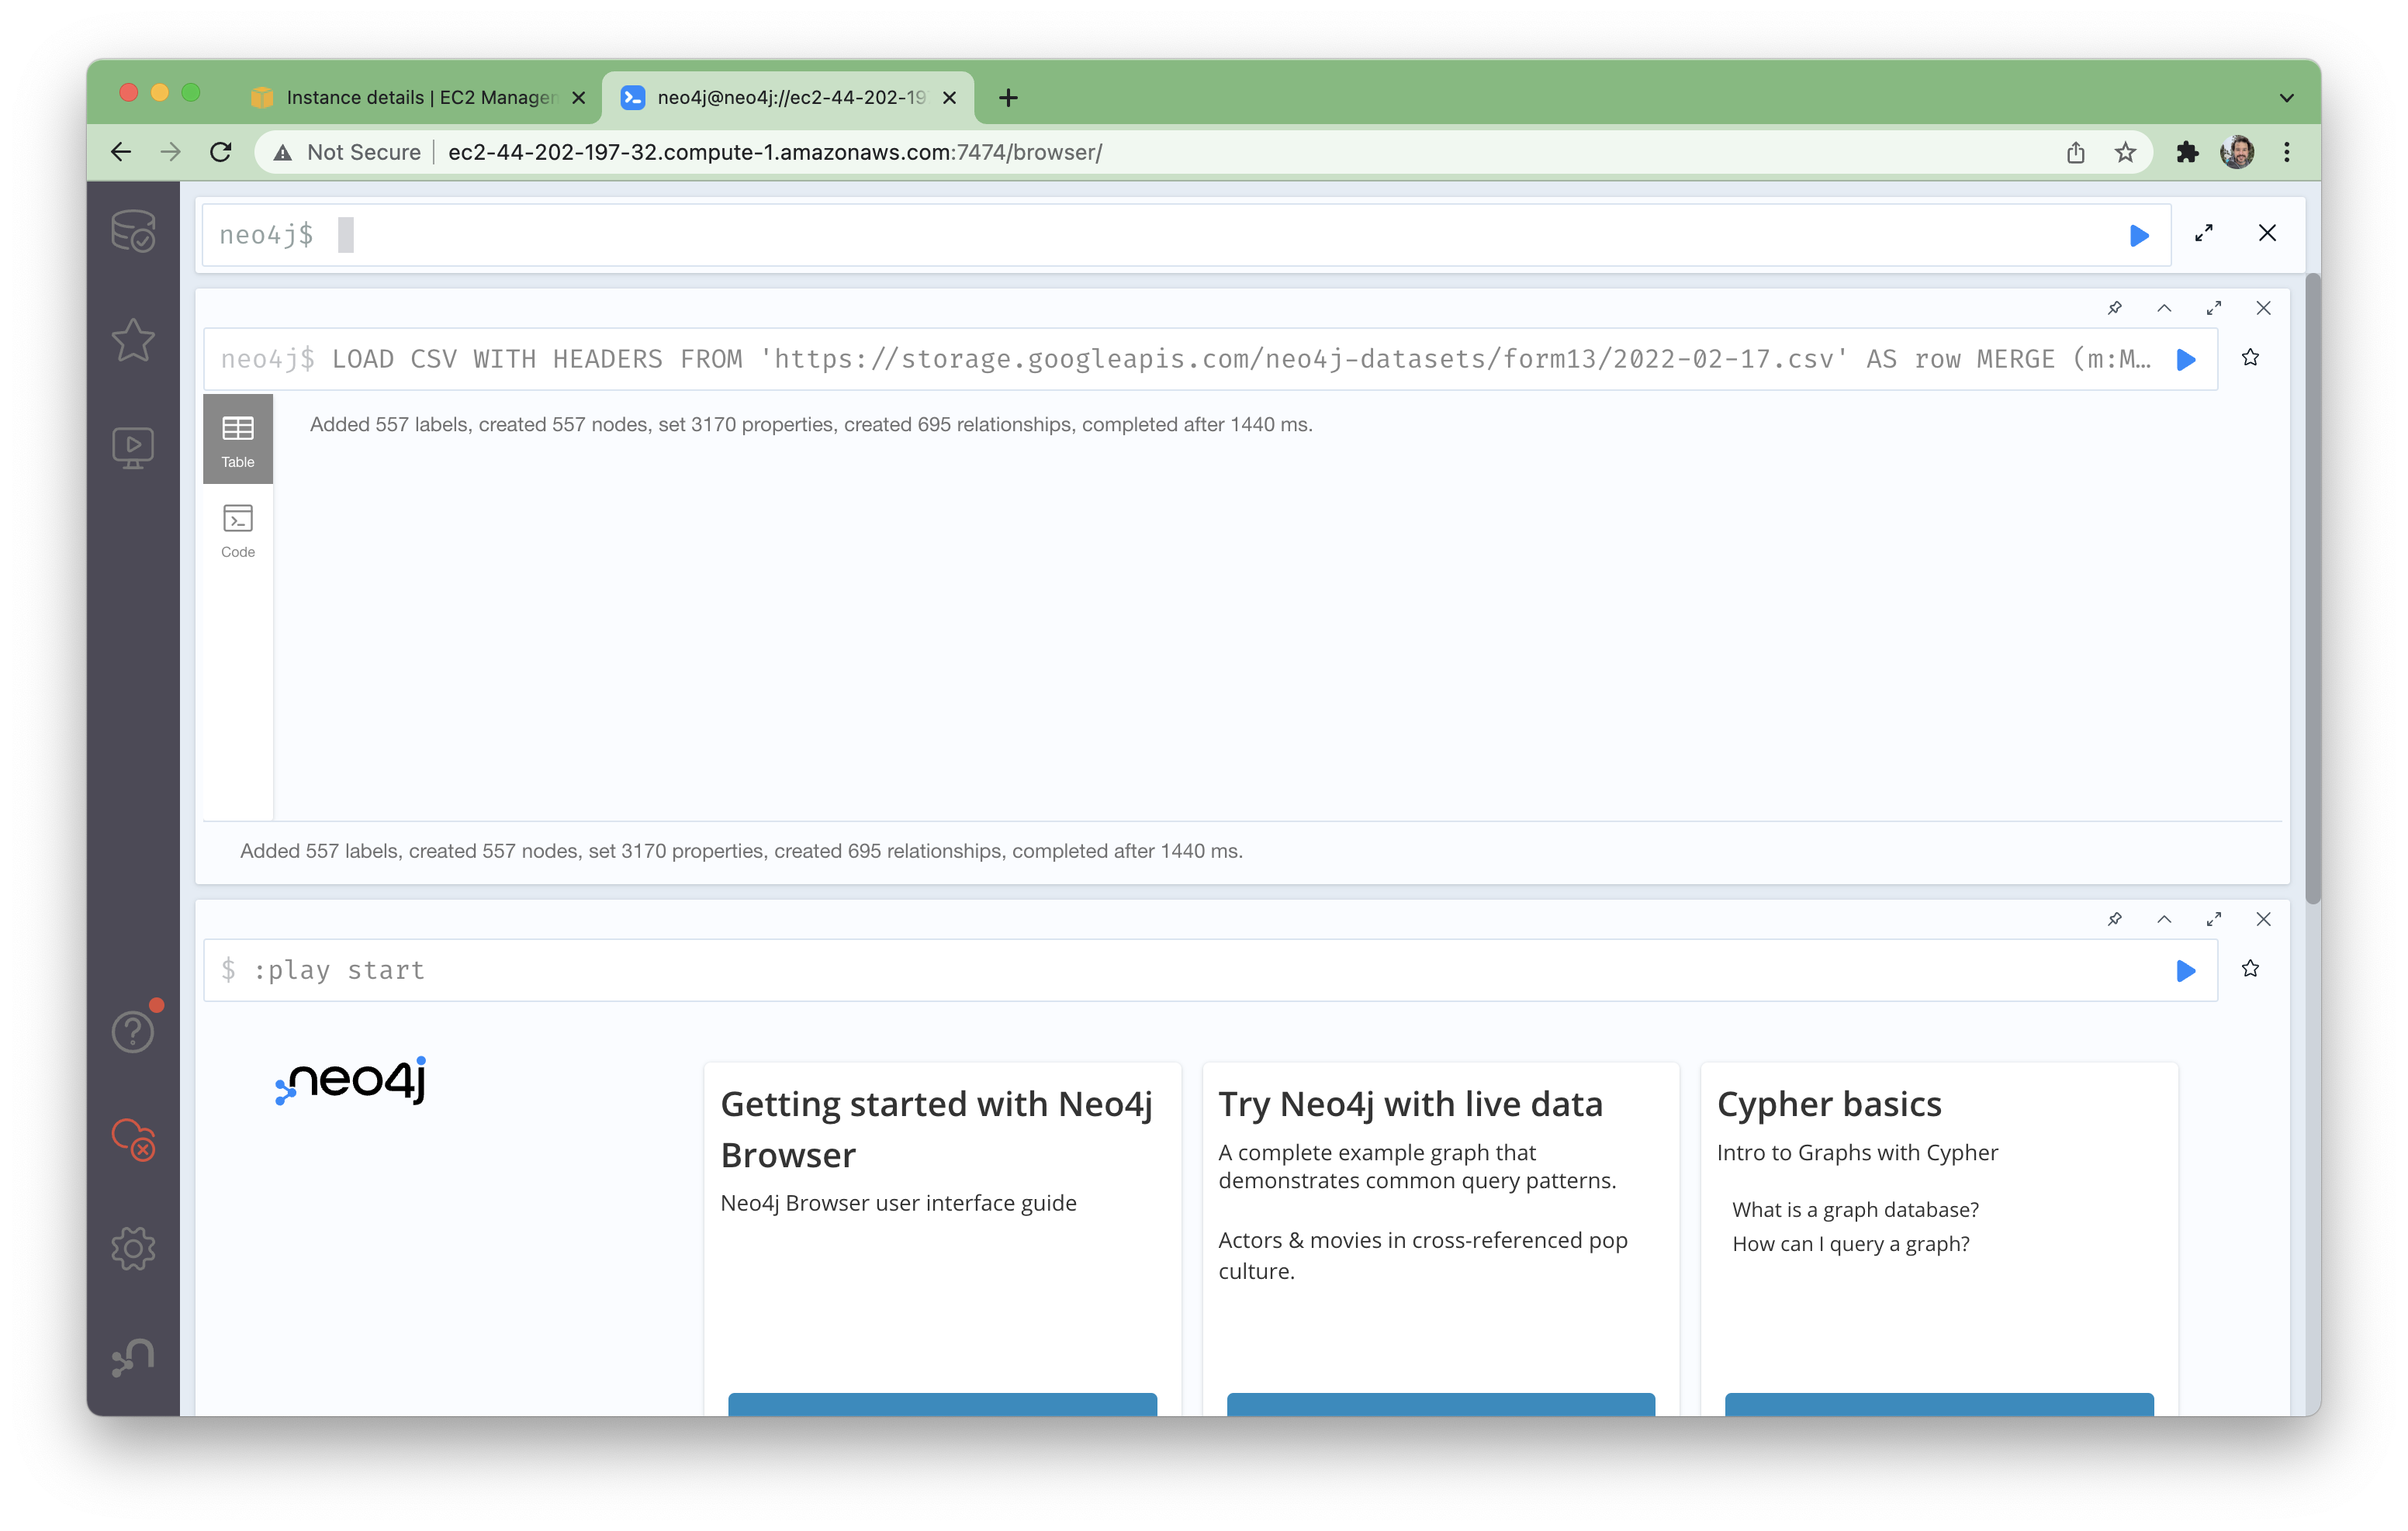 Instance details | EC2 Managen
neo4j@neo4j://ec2-44-202-19
Not Secure ec2-44-202-197-32.compute-1.amazonaws.com:7474/browser/
neo4j$
neo4j$ LOAD CSV WITH HEADERS FROM 'https://storage.googleapis.com/neo4j-datasets/form13/2022-02-17.csv' AS row MERGE (m:M…
Table
Added 557 labels, created 557 nodes, set 3170 properties, created 695 relationships, completed after 1440 ms.
Code
Added 557 labels, created 557 nodes, set 3170 properties, created 695 relationships, completed after 1440 ms.
$ :play start
neo4j
Getting started with Neo4j
Browser
Neo4j Browser user interface guide
Try Neo4j with live data
A complete example graph that
demonstrates common query patterns.
Actors & movies in cross-referenced pop
culture.
Cypher basics
Intro to Graphs with Cypher
What is a graph database?
How can I query a graph?